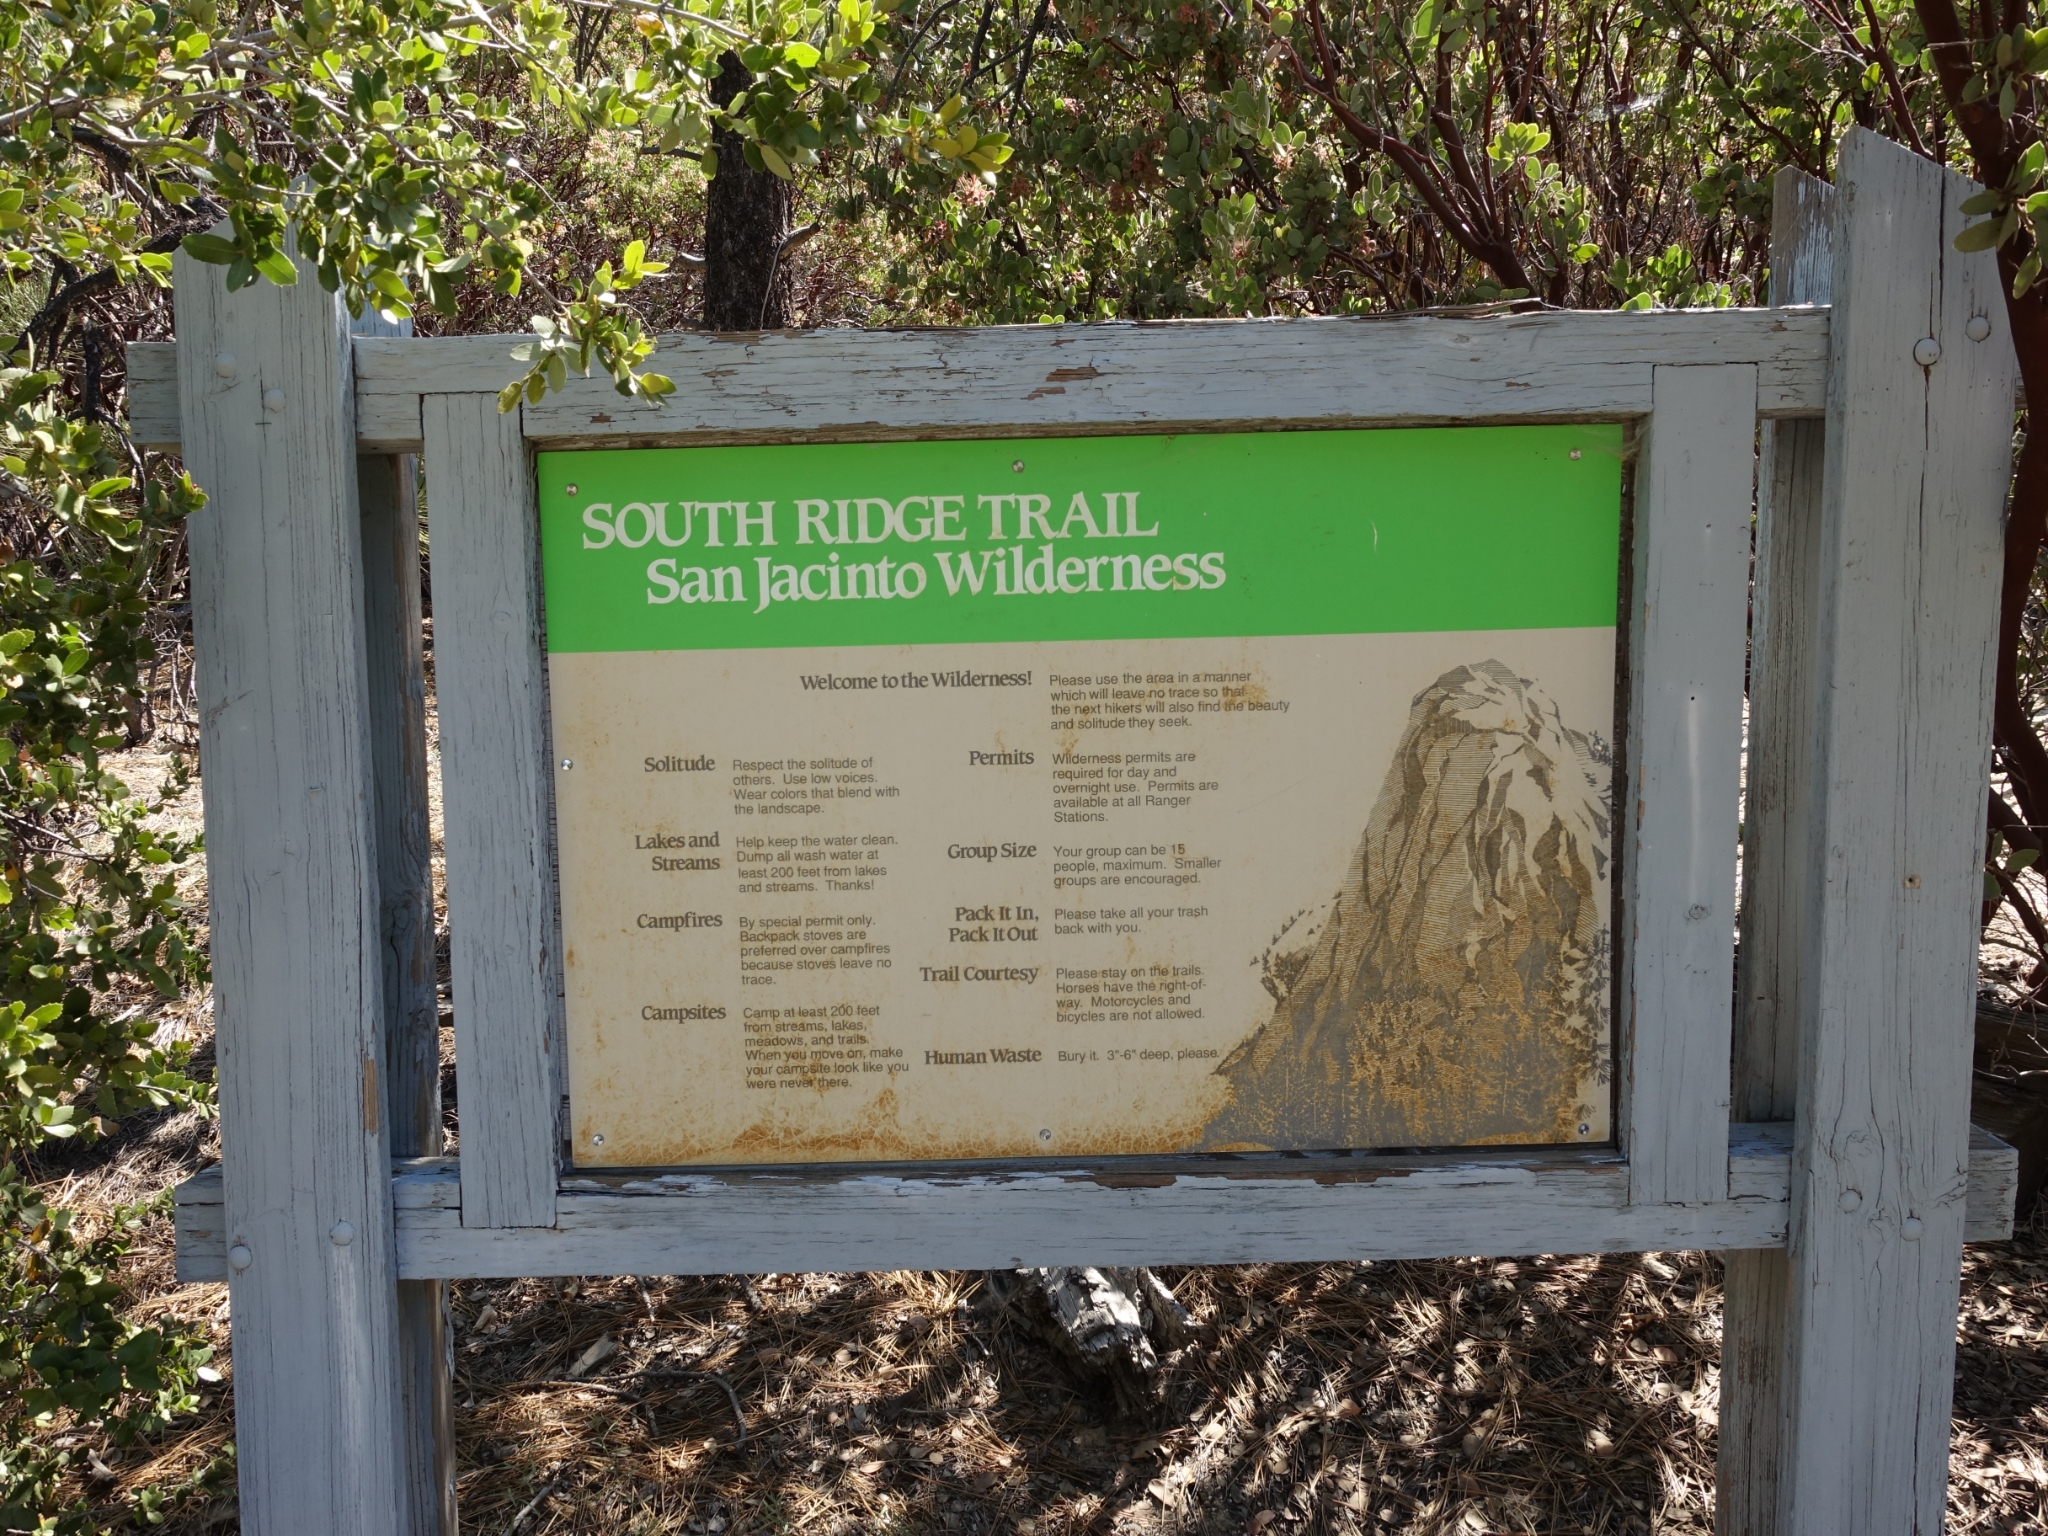 SOUTH RIDGE TRAIL
San Jacinto Wilderness
Welcome to the Wilderness!
Please use the area in a manner
which will leave no trace so that
the next hikers will also find the beauty
and solitude they seek.
Solitude
Respect the solitude of
others. Use low voices.
Wear colors that blend with
the landscape.
Lakes and
Streams
Help keep the water clean.
Dump all wash water at
least 200 feet from lakes
and streams. Thanks!
Campfires
By special permit only.
Backpack stoves are
preferred over campfires
because stoves leave no
trace.
Campsites
Camp at least 200 feet
from streams, lakes,
meadows, and trails.
When you move on, make
your campsite look like you
were never there.
Permits
Wilderness permits are
required for day and
overnight use. Permits are
available at all Ranger
Stations.
Group Size
Your group can be 15
people, maximum. Smaller
groups are encouraged.
Pack It In,
Pack It Out
Please take all your trash
back with you.
Trail Courtesy
Please stay on the trails.
Horses have the right-of-
way. Motorcycles and
bicycles are not allowed.
Human Waste
Bury it. 3"-6" deep, please.